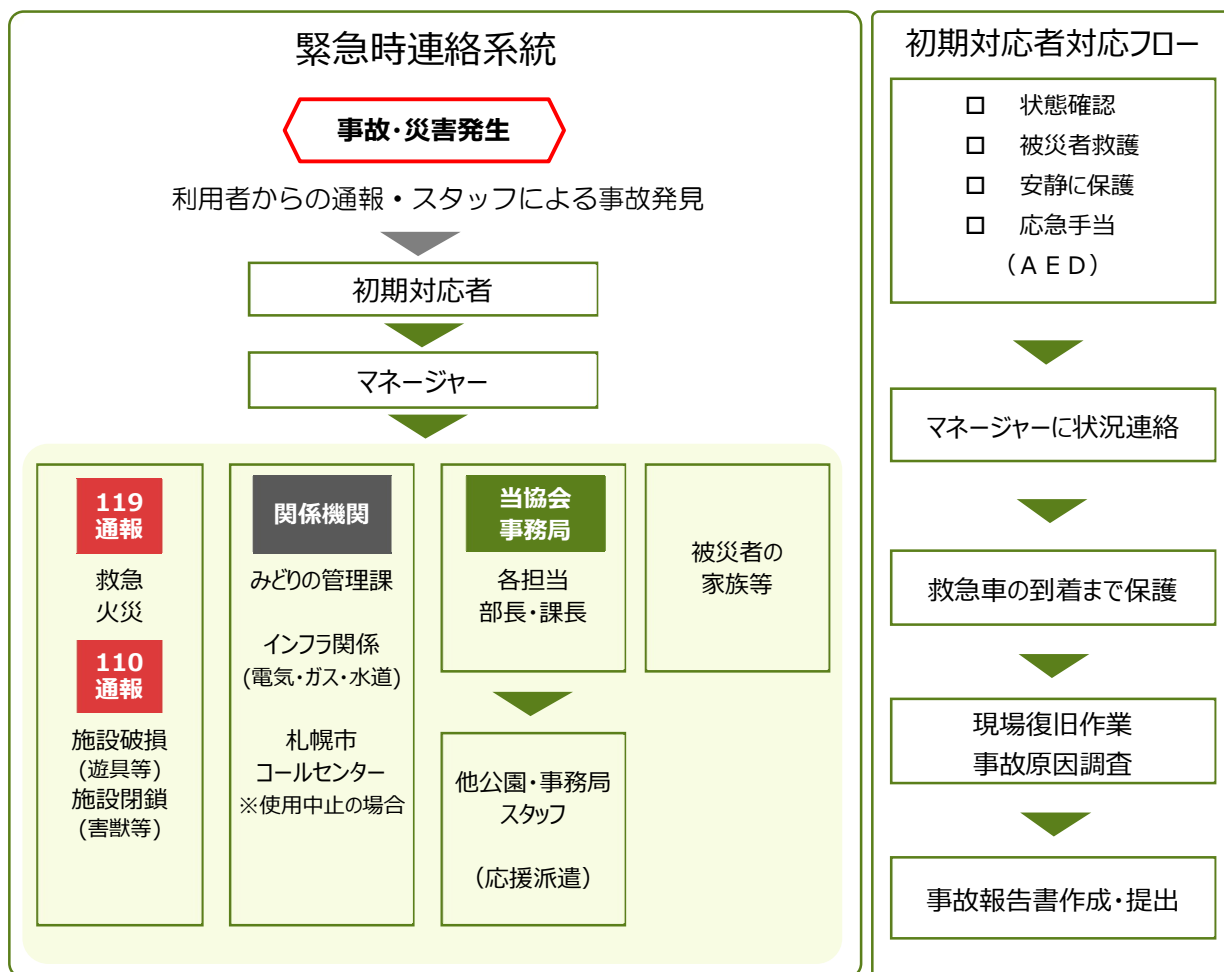 緊急時連絡系統
事故・災害発生
利用者からの通報・スタッフによる事故発見
初期対応者
マネージャー
119
通報
救急
火災
110
通報
施設破損
(遊具等)
施設閉鎖
(害獣等)
関係機関
みどりの管理課
インフラ関係
(電気・ガス・水道)
札幌市
コールセンター
※使用中止の場合
当協会
事務局
各担当
部長・課長
他公園・事務局
スタッフ
（応援派遣）
被災者の
家族等
初期対応者対応フロー
□ 状態確認
□ 被災者救護
□ 安静に保護
□ 応急手当
（ＡＥＤ）
マネージャーに状況連絡
救急車の到着まで保護
現場復旧作業
事故原因調査
事故報告書作成・提出